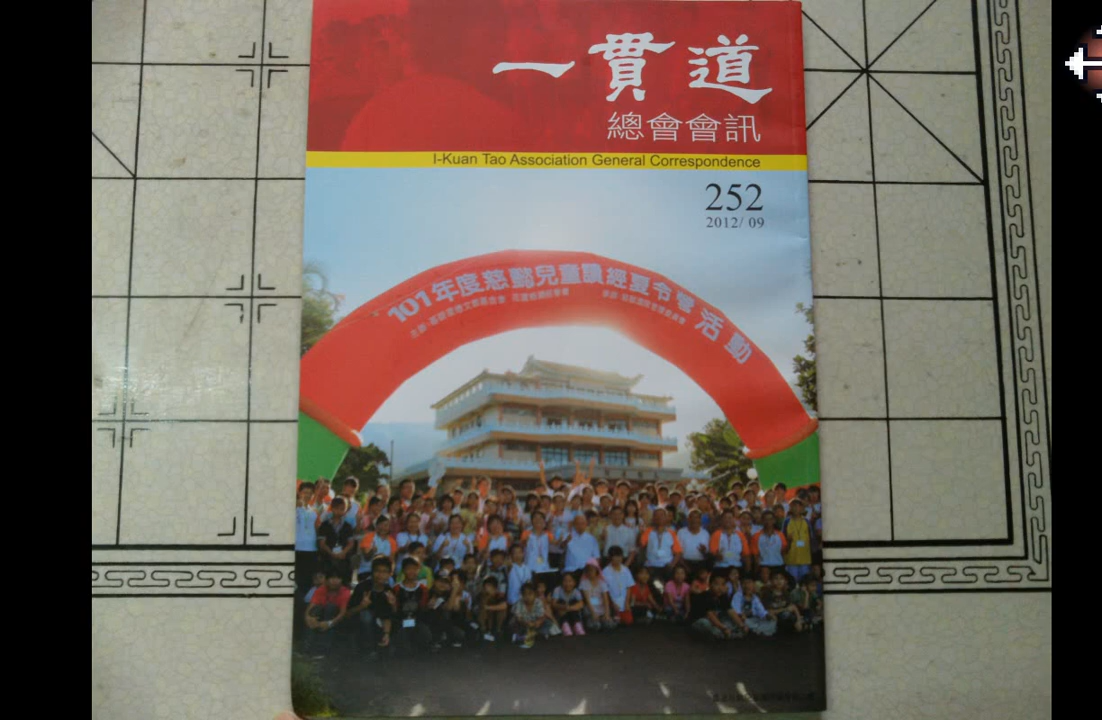 一貫道
總會會訊
I-Kuan Tao Association General Correspondence
252
2012/ 09
101年度慈懿兒童讀經夏令營 活動